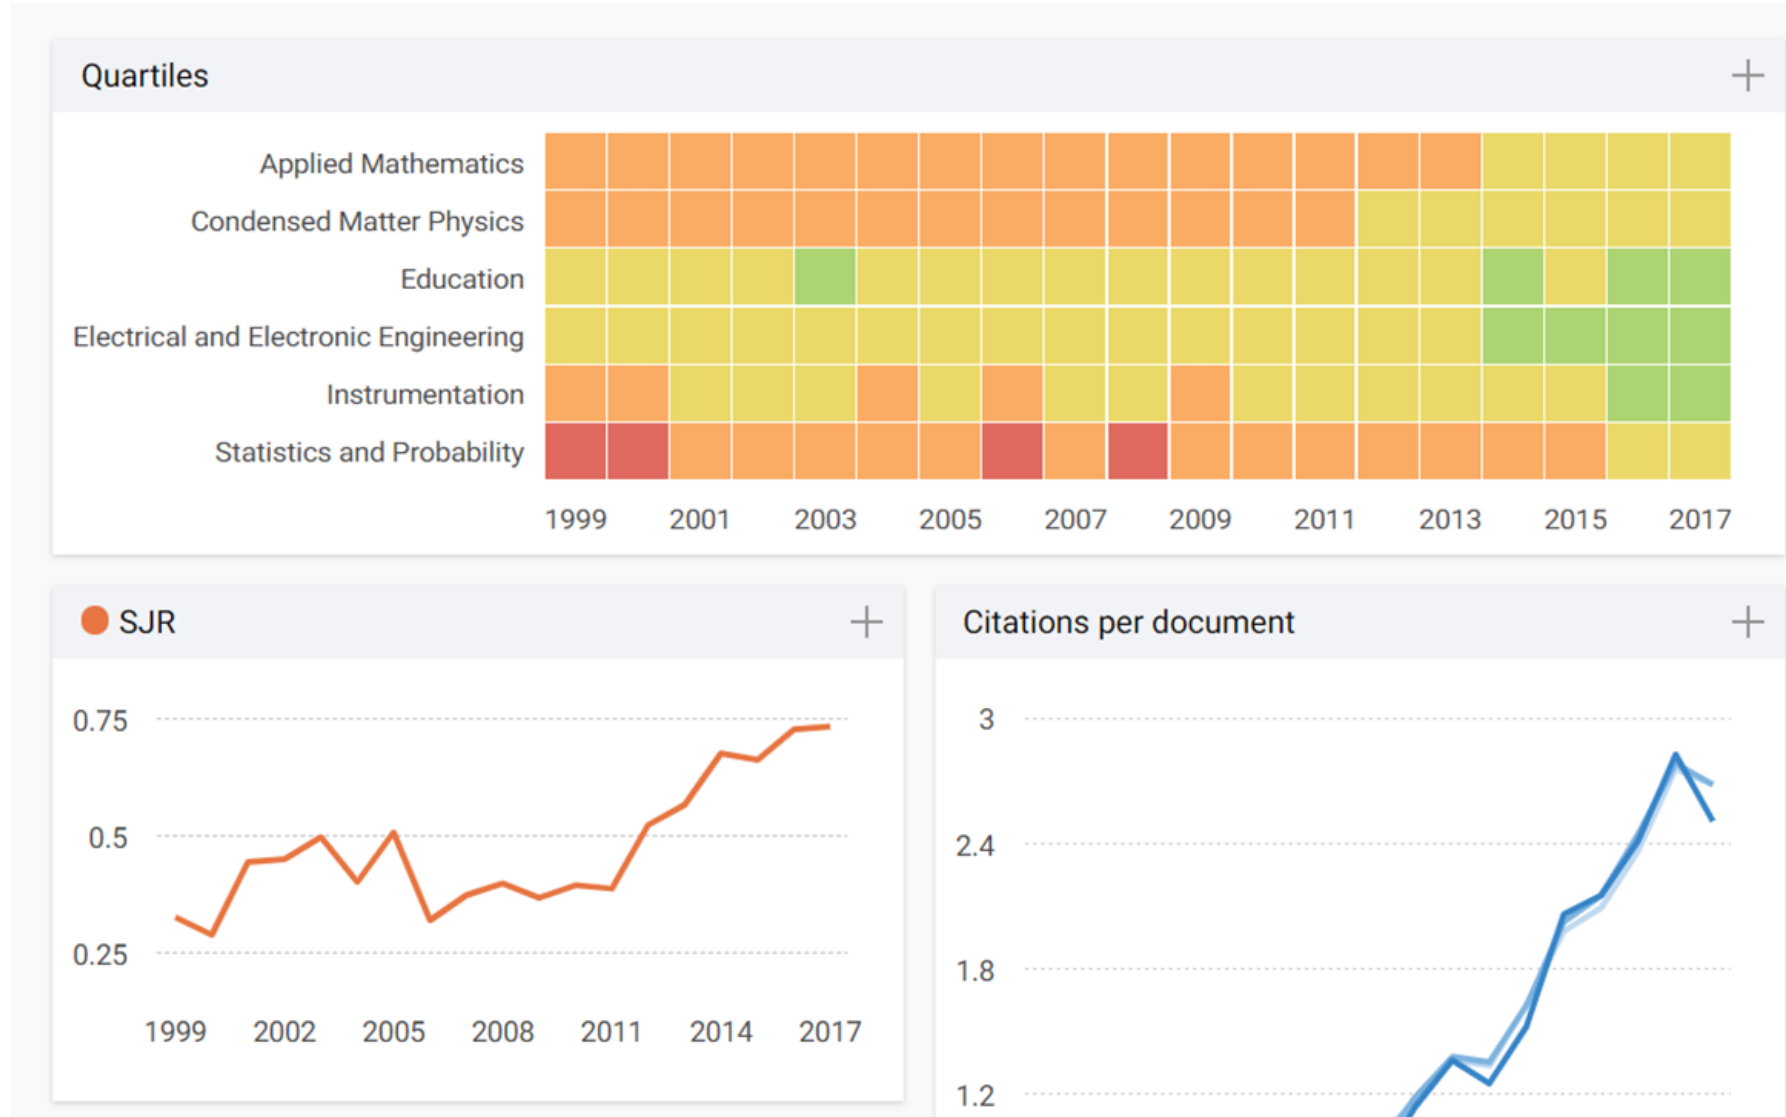 Quartiles
Applied Mathematics
Condensed Matter Physics
Education
Electrical and Electronic Engineering
Instrumentation
Statistics and Probability
1999 2001 2003 2005 2007 2009 2011 2013 2015 2017
SJR
0.75
0.5
0.25
1999 2002 2005 2008 2011 2014 2017
Citations per document
3
2.4
1.8
1.2